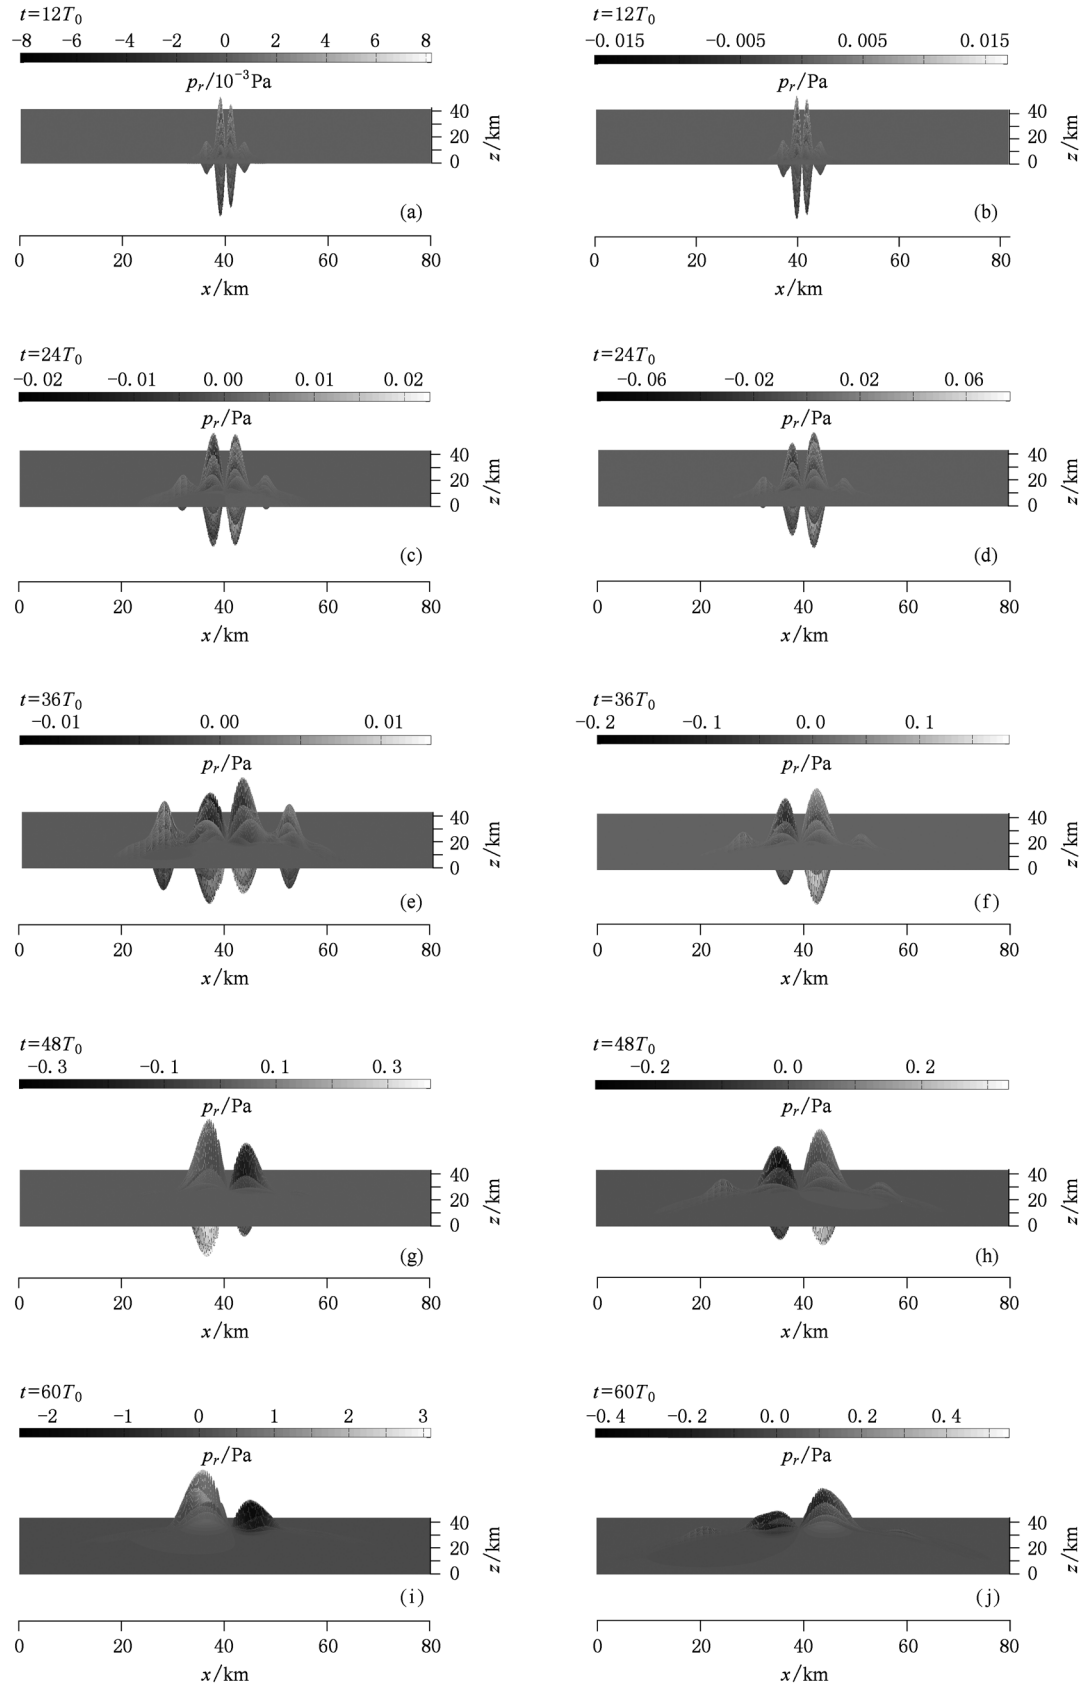 t=12T0
−8 −6 −4 −2 0 2 4 6 8
pr/10−3Pa
40
20
0
z/km
(a)
0 20 40 60 80
x/km
t=12T0
−0.015 −0.005 0.005 0.015
pr/Pa
40
20
0
z/km
(b)
0 20 40 60 80
x/km
t=24T0
−0.02 −0.01 0.00 0.01 0.02
pr/Pa
40
20
0
z/km
(c)
0 20 40 60 80
x/km
t=24T0
−0.06 −0.02 0.02 0.06
pr/Pa
40
20
0
z/km
(d)
0 20 40 60 80
x/km
t=36T0
−0.01 0.00 0.01
pr/Pa
40
20
0
z/km
(e)
0 20 40 60 80
x/km
t=36T0
−0.2 −0.1 0.0 0.1
pr/Pa
40
20
0
z/km
(f)
0 20 40 60 80
x/km
t=48T0
−0.3 −0.1 0.1 0.3
pr/Pa
40
20
0
z/km
(g)
0 20 40 60 80
x/km
t=48T0
−0.2 0.0 0.2
pr/Pa
40
20
0
z/km
(h)
0 20 40 60 80
x/km
t=60T0
−2 −1 0 1 2 3
pr/Pa
40
20
0
z/km
(i)
0 20 40 60 80
x/km
t=60T0
−0.4 −0.2 0.0 0.2 0.4
pr/Pa
40
20
0
z/km
(j)
0 20 40 60 80
x/km